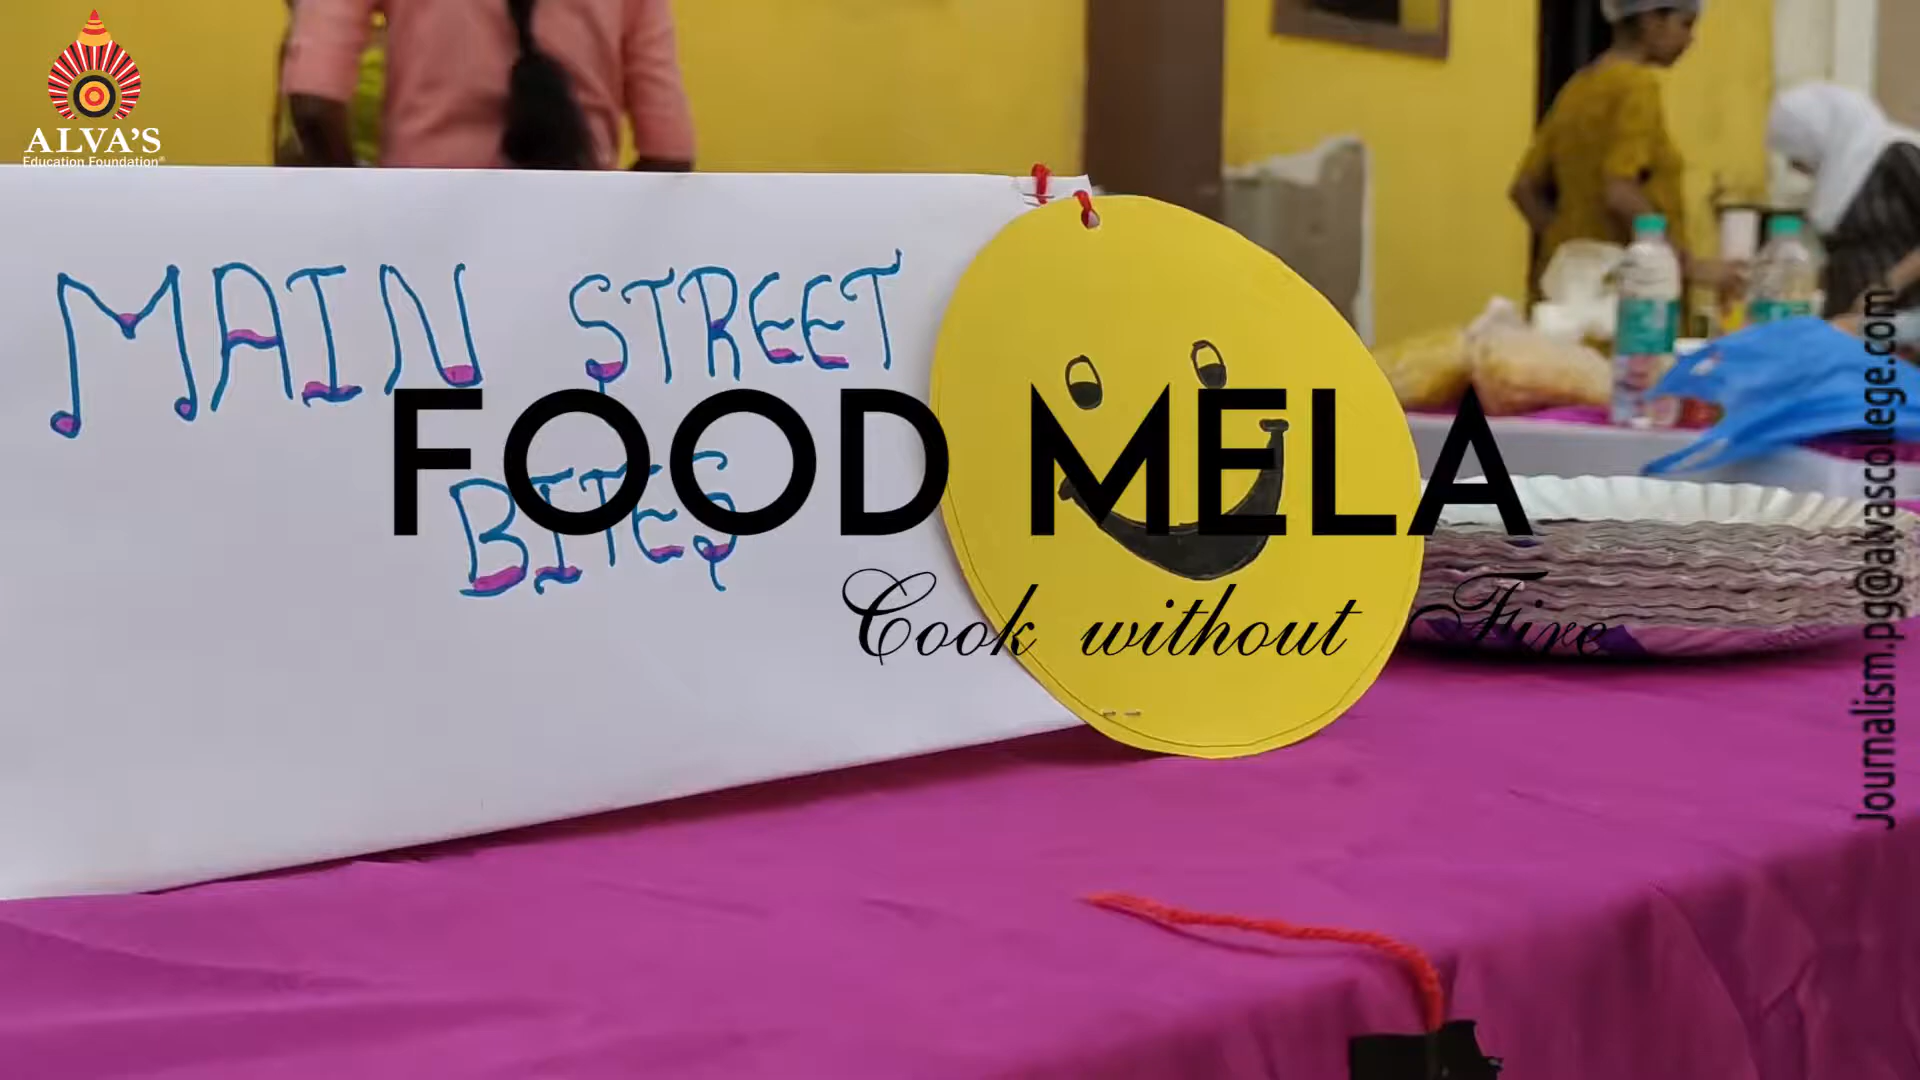 ALVA'S
Education Foundation®
MAIN STREET
BITES
FOOD MELA
Cook without Fire
Journalism.pg@alvascollege.com